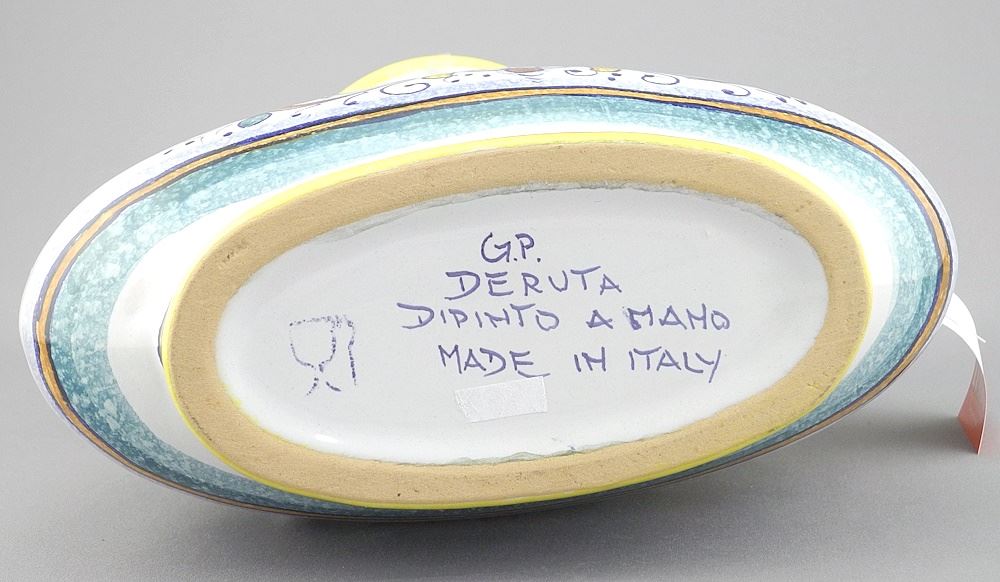 G.P.
DERUTA
DIPINTO A MANO
MADE IN ITALY